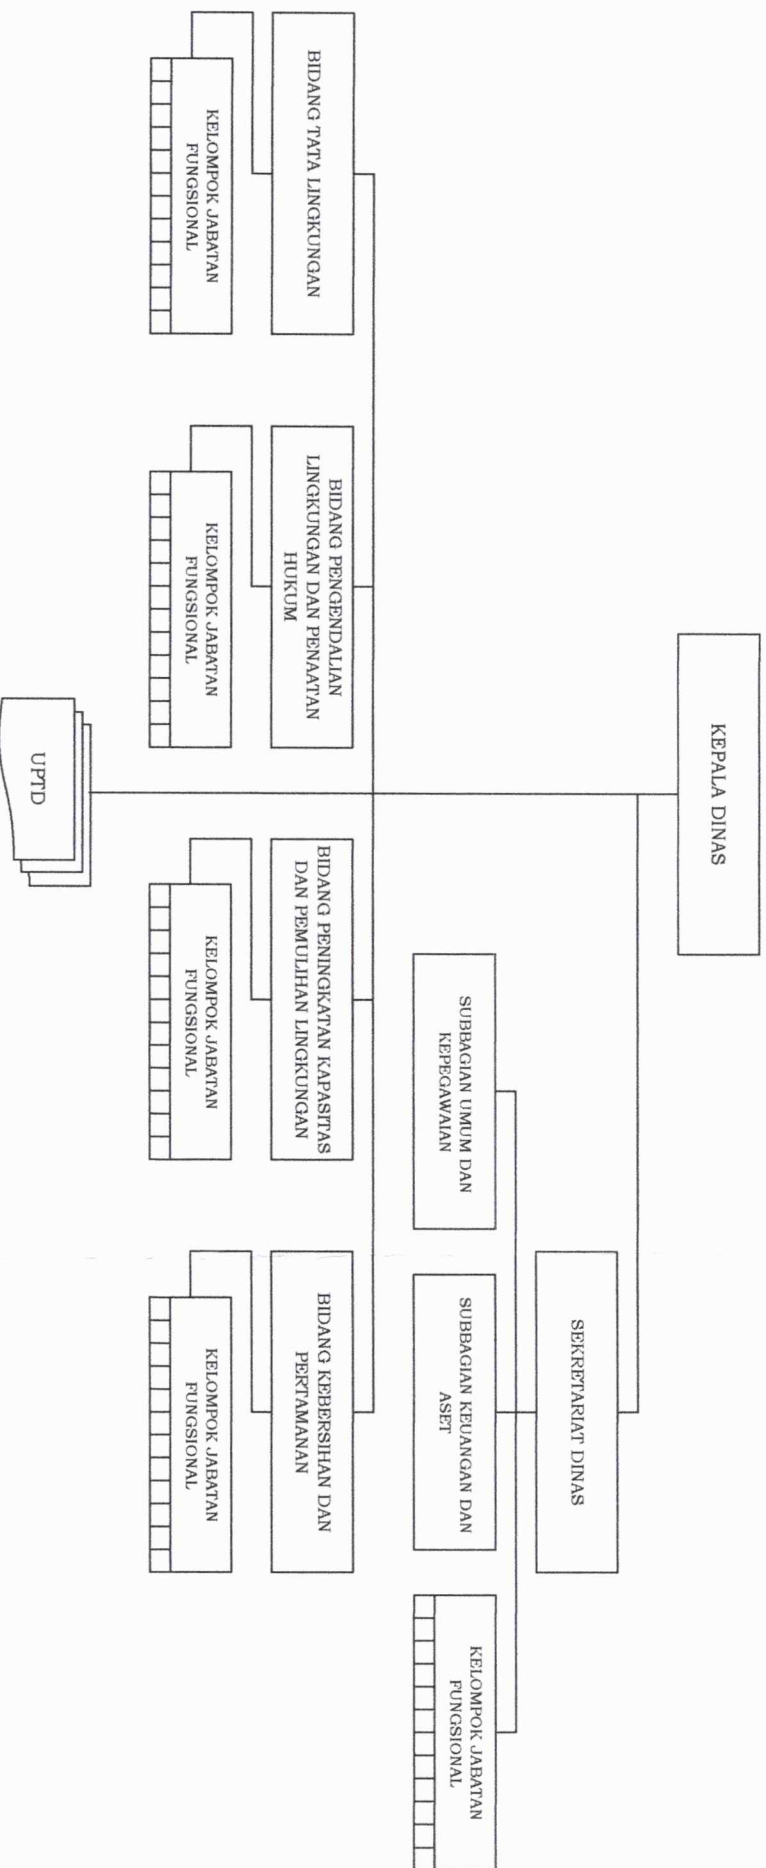 KEPALA DINAS
SEKRETARIAT DINAS
SUBBAGIAN UMUM DAN
KEPEGAWAIAN
SUBBAGIAN KEUANGAN DAN
ASET
KELOMPOK JABATAN
FUNGSIONAL
BIDANG TATA LINGKUNGAN
BIDANG PENGENDALIAN
LINGKUNGAN DAN PENAATAN
HUKUM
BIDANG PENINGKATAN KAPASITAS
DAN PEMULIHAN LINGKUNGAN
BIDANG KEBERSIHAN DAN
PERTAMANAN
KELOMPOK JABATAN
FUNGSIONAL
KELOMPOK JABATAN
FUNGSIONAL
KELOMPOK JABATAN
FUNGSIONAL
KELOMPOK JABATAN
FUNGSIONAL
UPTD